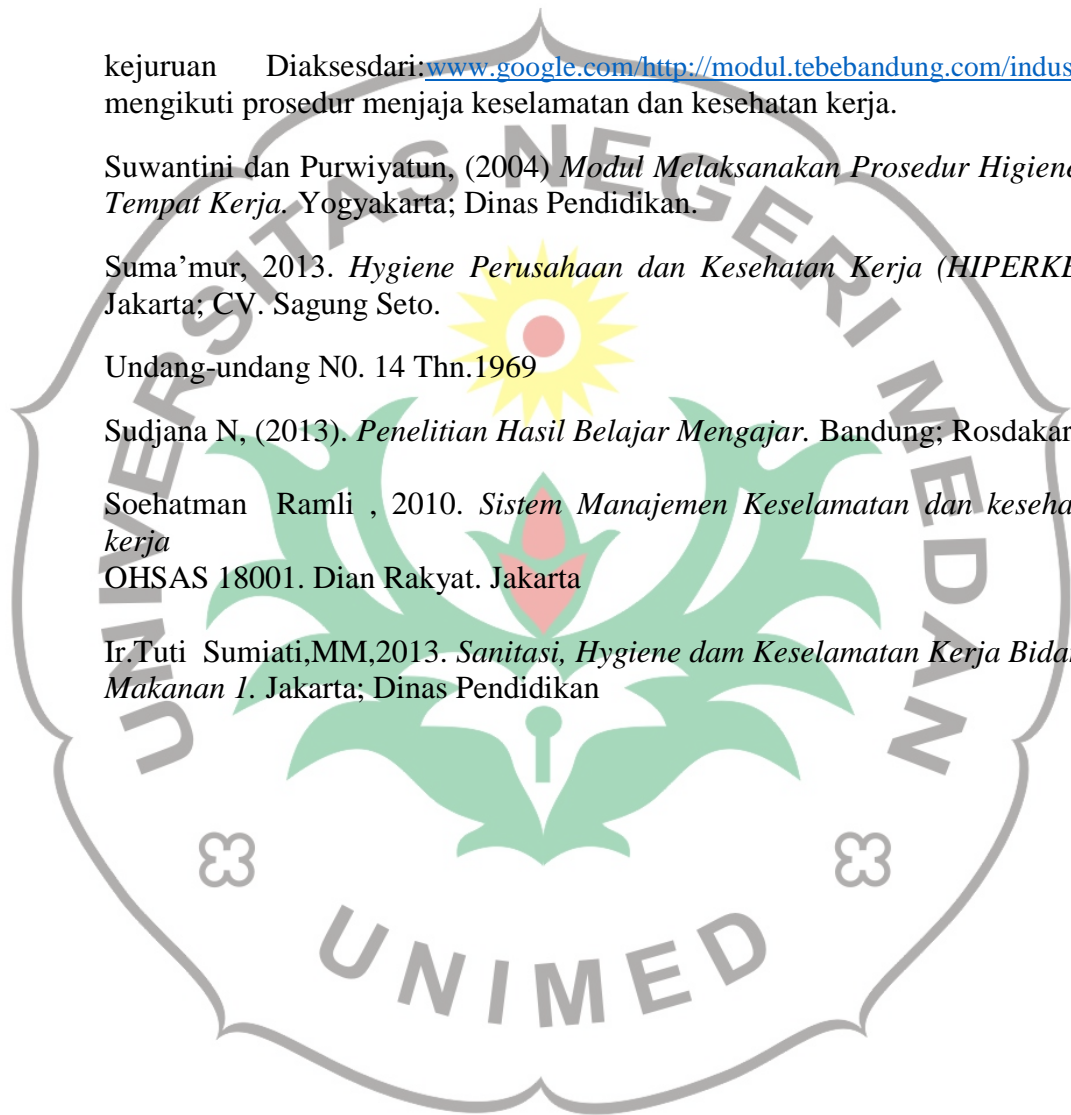 kejuruan Diaksesdari:www.google.com/http://modul.tebebandung.com/indus
mengikuti prosedur menjaja keselamatan dan kesehatan kerja.
Suwantini dan Purwiyatun, (2004) Modul Melaksanakan Prosedur Higiene
Tempat Kerja. Yogyakarta; Dinas Pendidikan.
Suma’mur, 2013. Hygiene Perusahaan dan Kesehatan Kerja (HIPERKE
Jakarta; CV. Sagung Seto.
Undang-undang N0. 14 Thn.1969
Sudjana N, (2013). Penelitian Hasil Belajar Mengajar. Bandung; Rosdakar
Soehatman Ramli , 2010. Sistem Manajemen Keselamatan dan keseha
kerja
OHSAS 18001. Dian Rakyat. Jakarta
Ir.Tuti Sumiati,MM,2013. Sanitasi, Hygiene dam Keselamatan Kerja Bida
Makanan 1. Jakarta; Dinas Pendidikan
UNIVERSITAS NEGERI MEDAN
UNIMED